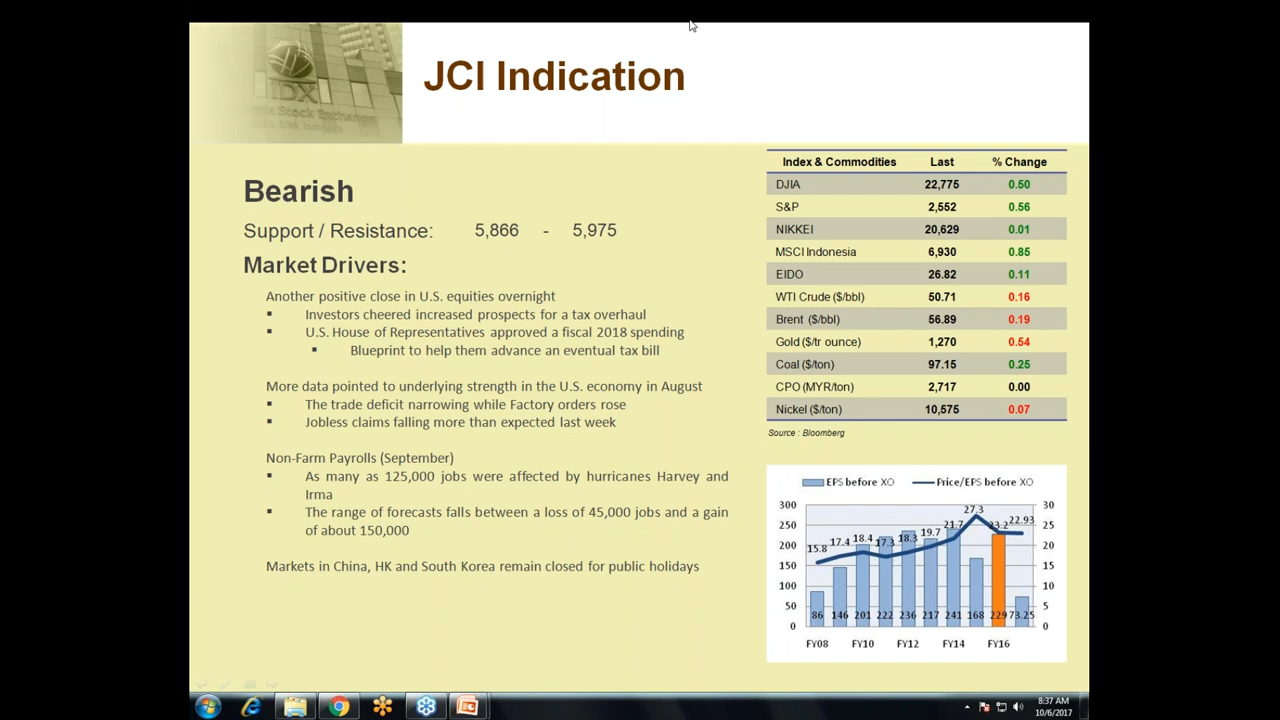 IDX
Stock Exchange
JCI Indication
Bearish
Support / Resistance: 5,866 - 5,975
Market Drivers:
Another positive close in U.S. equities overnight
▪ Investors cheered increased prospects for a tax overhaul
▪ U.S. House of Representatives approved a fiscal 2018 spending
▪ Blueprint to help them advance an eventual tax bill
More data pointed to underlying strength in the U.S. economy in August
▪ The trade deficit narrowing while Factory orders rose
▪ Jobless claims falling more than expected last week
Non-Farm Payrolls (September)
▪ As many as 125,000 jobs were affected by hurricanes Harvey and
Irma
▪ The range of forecasts falls between a loss of 45,000 jobs and a gain
of about 150,000
Markets in China, HK and South Korea remain closed for public holidays
Index & Commodities Last % Change
DJIA 22,775 0.50
S&P 2,552 0.56
NIKKEI 20,629 0.01
MSCI Indonesia 6,930 0.85
EIDO 26.82 0.11
WTI Crude ($/bbl) 50.71 0.16
Brent ($/bbl) 56.89 0.19
Gold ($/tr ounce) 1,270 0.54
Coal ($/ton) 97.15 0.25
CPO (MYR/ton) 2,717 0.00
Nickel ($/ton) 10,575 0.07
Source : Bloomberg
EPS before XO Price/EPS before XO
300 30
250 25
200 20
150 15
100 10
50 5
0 0
15.8 17.4 18.4 17.3 18.3 19.7 21.7 27.3 23.2 22.93
86 146 201 222 236 217 241 168 229 73.25
FY08 FY10 FY12 FY14 FY16
8:37 AM
10/6/2017